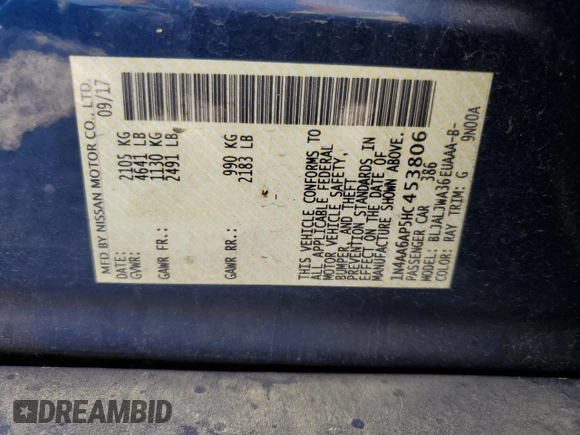 MFD BY NISSAN MOTOR CO., LTD.
09/17
GVWR: 2105 KG
4641 LB
GAWR FR.: 1130 KG
2491 LB
GAWR RR.: 990 KG
2183 LB
THIS VEHICLE CONFORMS TO
ALL APPLICABLE FEDERAL
MOTOR VEHICLE SAFETY,
BUMPER, AND THEFT
PREVENTION STANDARDS IN
EFFECT ON THE DATE OF
MANUFACTURE SHOWN ABOVE.
1N4AA6AP5HC453806
PASSENGER CAR 386
MODEL: BLJALJWA36EUAAA-B-
COLOR: RAY TRIM: G 9N00A
DREAMBID